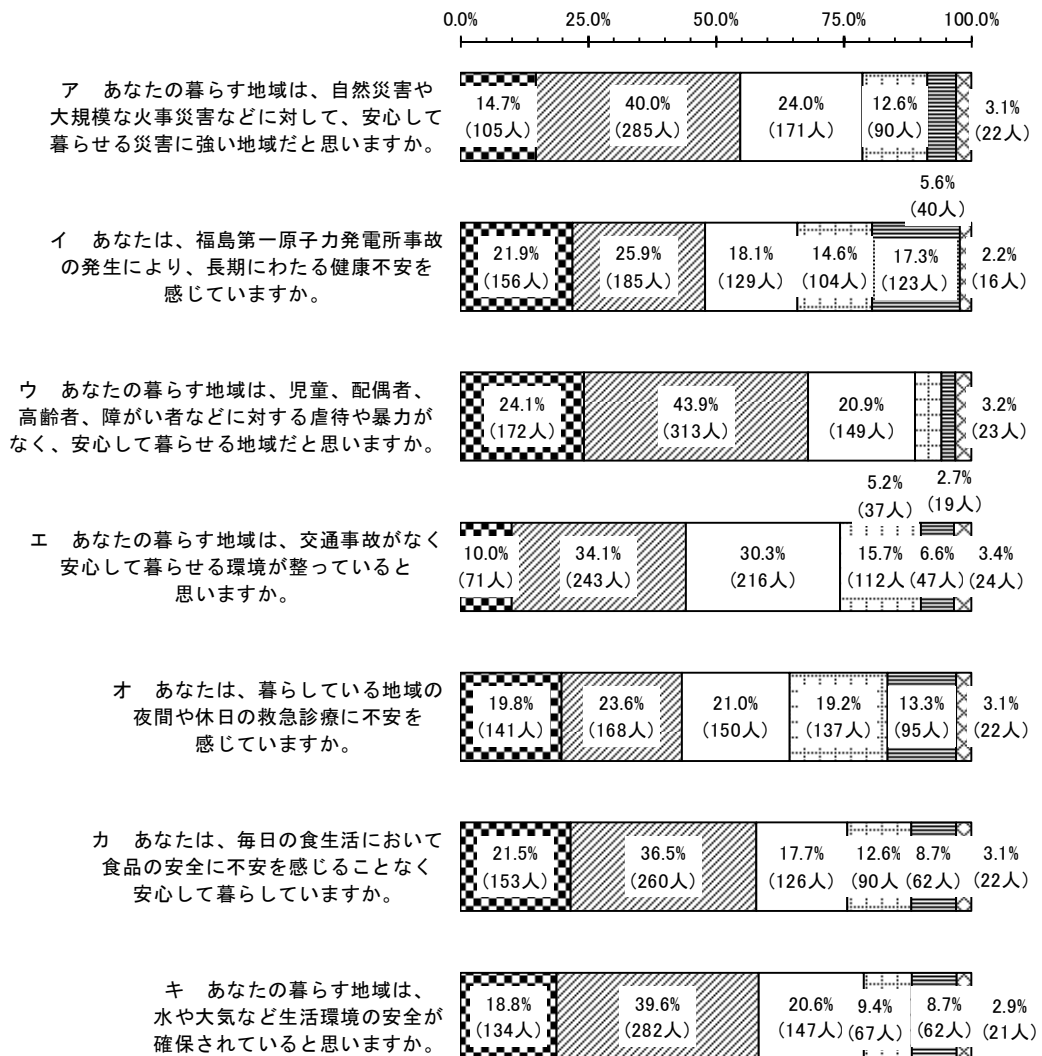 0.0% 25.0% 50.0% 75.0% 100.0%
ア　あなたの暮らす地域は、自然災害や
大規模な火事災害などに対して、安心して
暮らせる災害に強い地域だと思いますか。
14.7% 40.0% 24.0% 12.6% 3.1%
(105人) (285人) (171人) (90人) (22人)
5.6%
(40人)
イ　あなたは、福島第一原子力発電所事故
の発生により、長期にわたる健康不安を
感じていますか。
21.9% 25.9% 18.1% 14.6% 17.3% 2.2%
(156人) (185人) (129人) (104人) (123人) (16人)
ウ　あなたの暮らす地域は、児童、配偶者、
高齢者、障がい者などに対する虐待や暴力が
なく、安心して暮らせる地域だと思いますか。
24.1% 43.9% 20.9% 3.2%
(172人) (313人) (149人) (23人)
5.2% 2.7%
(37人) (19人)
エ　あなたの暮らす地域は、交通事故がなく
安心して暮らせる環境が整っていると
思いますか。
10.0% 34.1% 30.3% 15.7% 6.6% 3.4%
(71人) (243人) (216人) (112人 (47人) (24人)
オ　あなたは、暮らしている地域の
夜間や休日の救急診療に不安を
感じていますか。
19.8% 23.6% 21.0% 19.2% 13.3% 3.1%
(141人) (168人) (150人) (137人) (95人) (22人)
カ　あなたは、毎日の食生活において
食品の安全に不安を感じることなく
安心して暮らしていますか。
21.5% 36.5% 17.7% 12.6% 8.7% 3.1%
(153人) (260人) (126人) (90人 (62人) (22人)
キ　あなたの暮らす地域は、
水や大気など生活環境の安全が
確保されていると思いますか。
18.8% 39.6% 20.6% 9.4% 8.7% 2.9%
(134人) (282人) (147人) (67人) (62人) (21人)